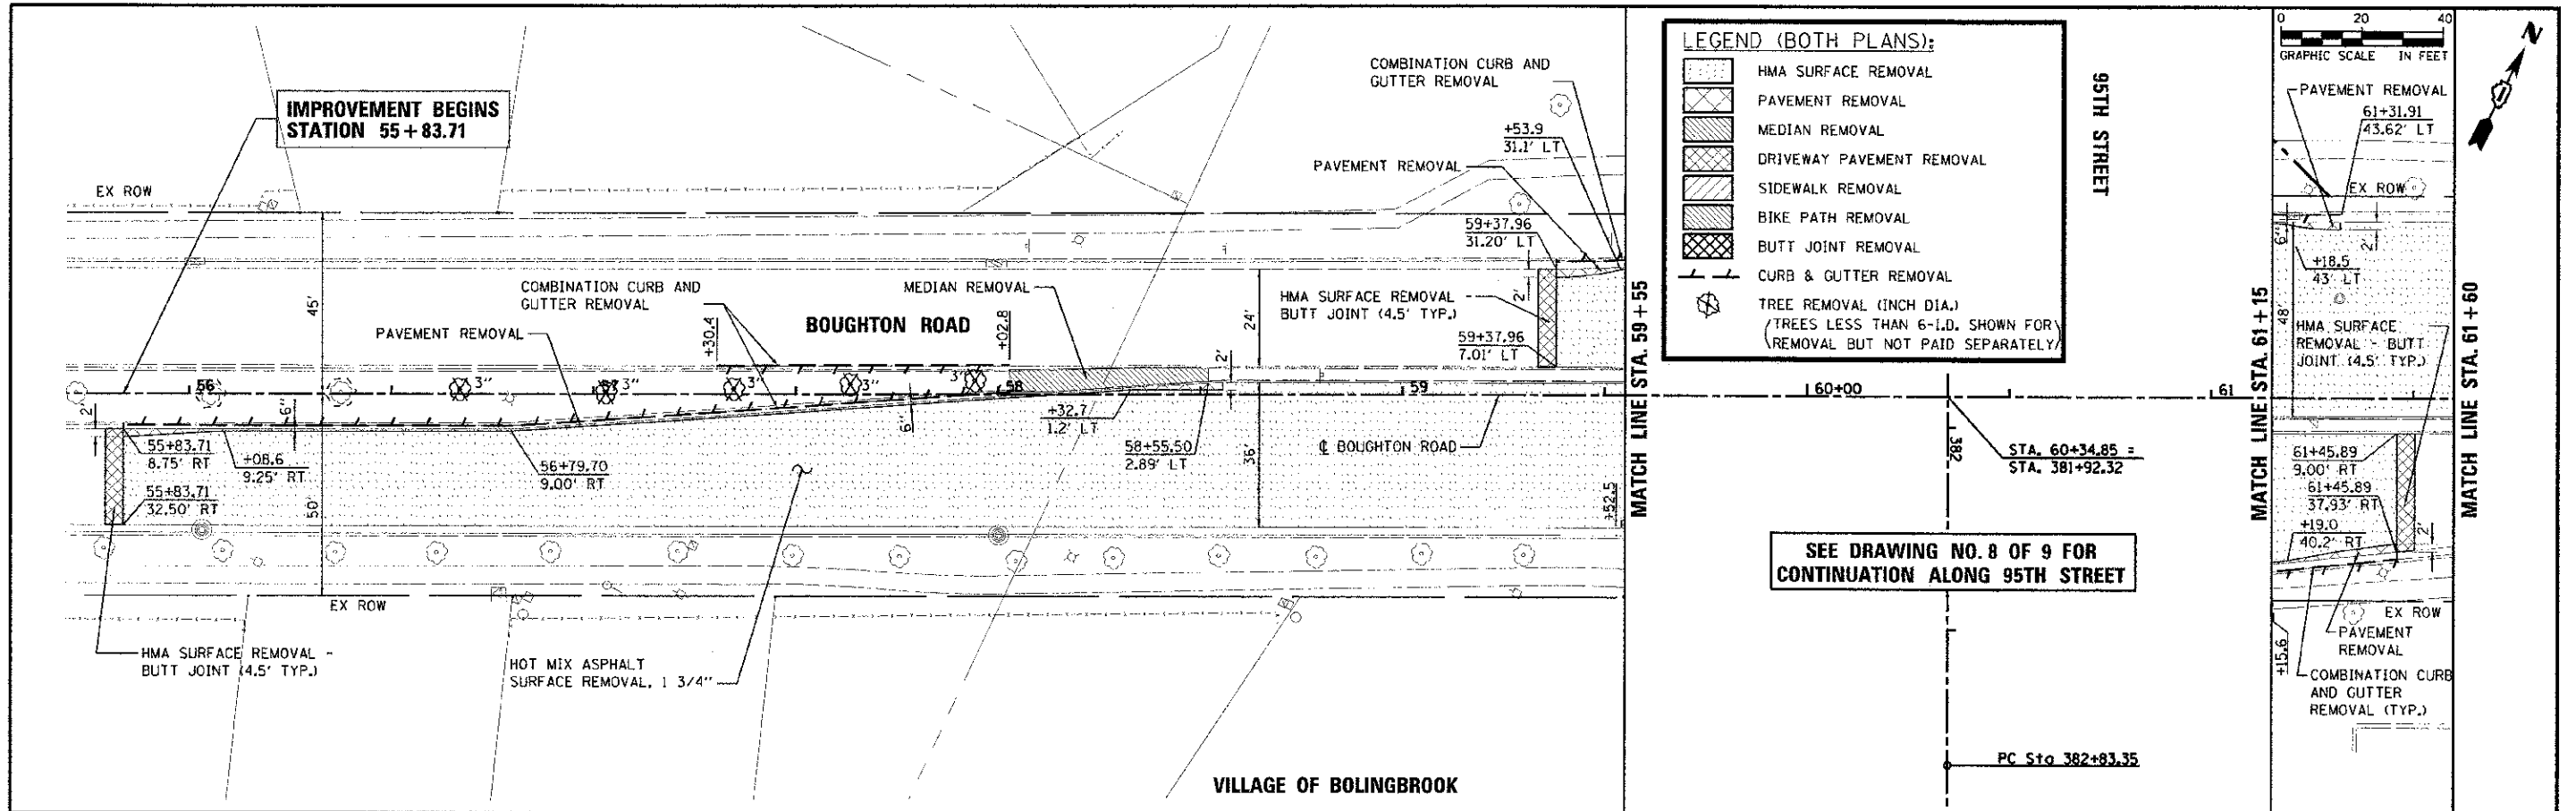 IMPROVEMENT BEGINS
STATION 55+83.71
EX ROW
45'
COMBINATION CURB AND
GUTTER REMOVAL
PAVEMENT REMOVAL
BOUGHTON ROAD
MEDIAN REMOVAL
+30.4
+02.8
COMBINATION CURB AND
GUTTER REMOVAL
+53.9
31.1' LT
PAVEMENT REMOVAL
59+37.96
31.20' LT
HMA SURFACE REMOVAL -
BUTT JOINT (4.5' TYP.)
2'
24'
59+37.96
7.01' LT
2'
56
3"
57
3"
3"
3"
3"
58
59
2'
6"
6"
55+83.71
8.75' RT
+08.6
9.25' RT
55+83.71
32.50' RT
56+79.70
9.00' RT
+32.7
1.2' LT
58+55.50
2.89' LT
36'
℄ BOUGHTON ROAD
+52.5
50'
EX ROW
HMA SURFACE REMOVAL -
BUTT JOINT (4.5' TYP.)
HOT MIX ASPHALT
SURFACE REMOVAL, 1 3/4"
VILLAGE OF BOLINGBROOK
MATCH LINE STA. 59+55
LEGEND (BOTH PLANS):
HMA SURFACE REMOVAL
PAVEMENT REMOVAL
MEDIAN REMOVAL
DRIVEWAY PAVEMENT REMOVAL
SIDEWALK REMOVAL
BIKE PATH REMOVAL
BUTT JOINT REMOVAL
CURB & GUTTER REMOVAL
TREE REMOVAL (INCH DIA.)
(TREES LESS THAN 6-I.D. SHOWN FOR
REMOVAL BUT NOT PAID SEPARATELY)
95TH STREET
60+00
61
382
STA. 60+34.85 =
STA. 381+92.32
SEE DRAWING NO. 8 OF 9 FOR
CONTINUATION ALONG 95TH STREET
PC Sta 382+83.35
MATCH LINE STA. 61+15
0 20 40
GRAPHIC SCALE IN FEET
N
PAVEMENT REMOVAL
61+31.91
43.62' LT
EX ROW
6"
2'
+18.5
43' LT
48'
HMA SURFACE
REMOVAL - BUTT
JOINT (4.5' TYP.)
61+45.89
9.00' RT
61+45.89
37.93' RT
+19.0
40.2' RT
2'
EX ROW
PAVEMENT
REMOVAL
+15.6
COMBINATION CURB
AND GUTTER
REMOVAL (TYP.)
MATCH LINE STA. 61+60